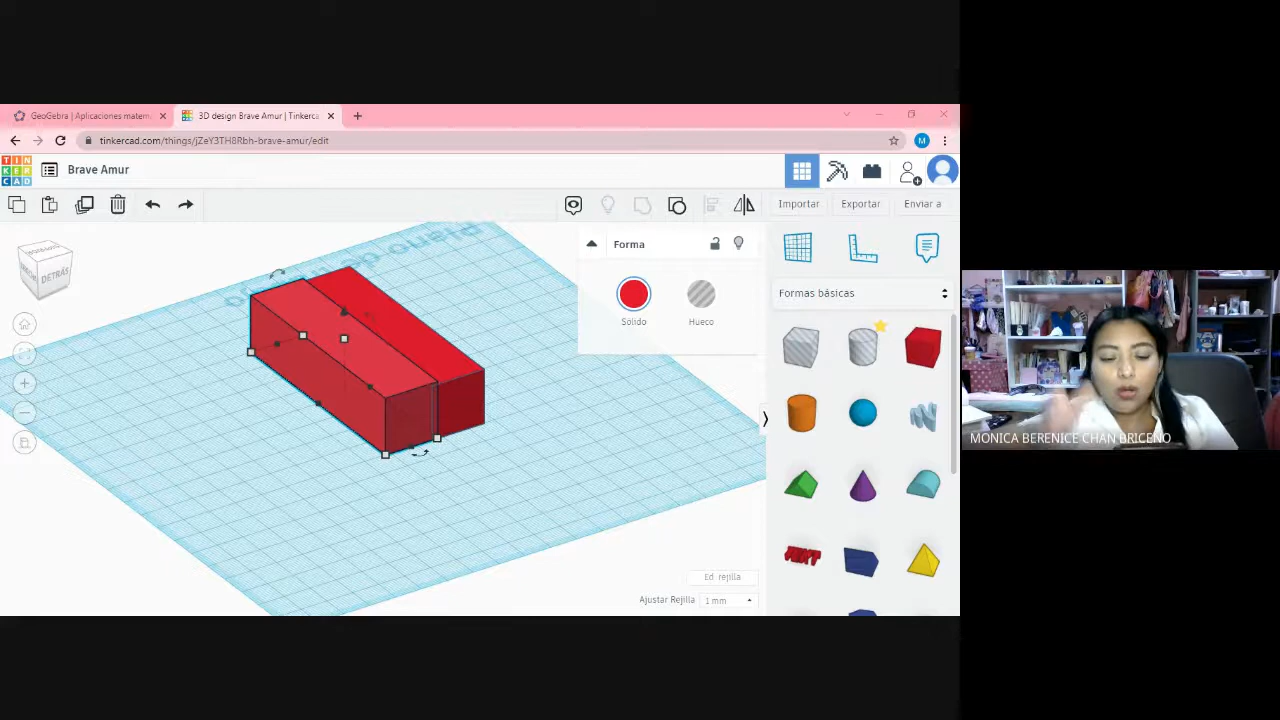 GeoGebra | Aplicaciones matem
3D design Brave Amur | Tinkerca
tinkercad.com/things/jZeY3TH8Rbh-brave-amur/edit
M
TIN
KER
CAD
Brave Amur
Importar
Exportar
Enviar a
Forma
Sólido
Hueco
Formas básicas
DETRÁS
TEXT
MONICA BERENICE CHAN BRICEÑO
Ed rejilla
Ajustar Rejilla
1 mm